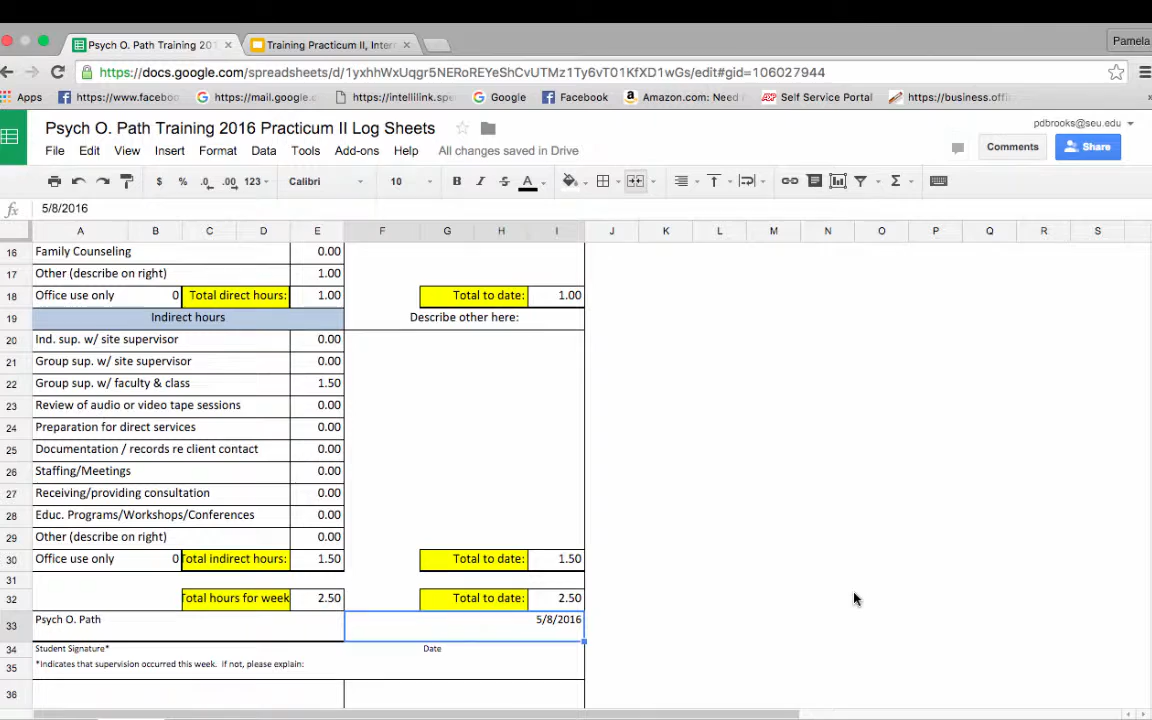 Psych O. Path Training 201 × Training Practicum II, Inter ×
Pamela
https://docs.google.com/spreadsheets/d/1yxhhWxUqgr5NERoREYeShCvUTMz1Ty6vT01KfXD1wGs/edit#gid=106027944
Apps https://www.faceboo https://mail.google.c https://intellilink.spe Google Facebook Amazon.com: Need Self Service Portal https://business.offi
Psych O. Path Training 2016 Practicum II Log Sheets
pdbrooks@seu.edu
File Edit View Insert Format Data Tools Add-ons Help All changes saved in Drive
Comments Share
$ % .0 .00 123 Calibri 10 B I S A Σ
fx 5/8/2016
A B C D E F G H I J K L M N O P Q R S
16 Family Counseling 0.00
17 Other (describe on right) 1.00
18 Office use only 0 Total direct hours: 1.00 Total to date: 1.00
19 Indirect hours Describe other here:
20 Ind. sup. w/ site supervisor 0.00
21 Group sup. w/ site supervisor 0.00
22 Group sup. w/ faculty & class 1.50
23 Review of audio or video tape sessions 0.00
24 Preparation for direct services 0.00
25 Documentation / records re client contact 0.00
26 Staffing/Meetings 0.00
27 Receiving/providing consultation 0.00
28 Educ. Programs/Workshops/Conferences 0.00
29 Other (describe on right) 0.00
30 Office use only 0 Total indirect hours: 1.50 Total to date: 1.50
31
32 Total hours for week 2.50 Total to date: 2.50
33 Psych O. Path 5/8/2016
34 Student Signature* Date
35 *Indicates that supervision occurred this week. If not, please explain:
36